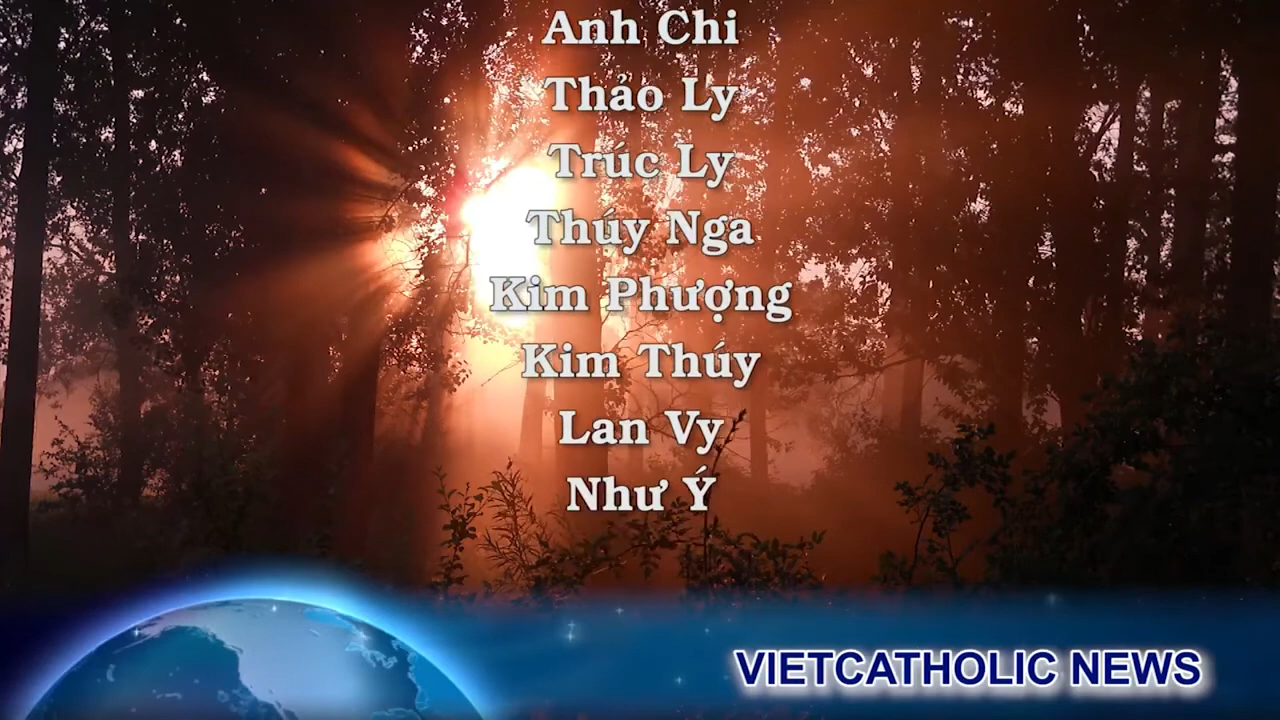 Anh Chi
Thảo Ly
Trúc Ly
Thúy Nga
Kim Phượng
Kim Thúy
Lan Vy
Như Ý
VIETCATHOLIC NEWS